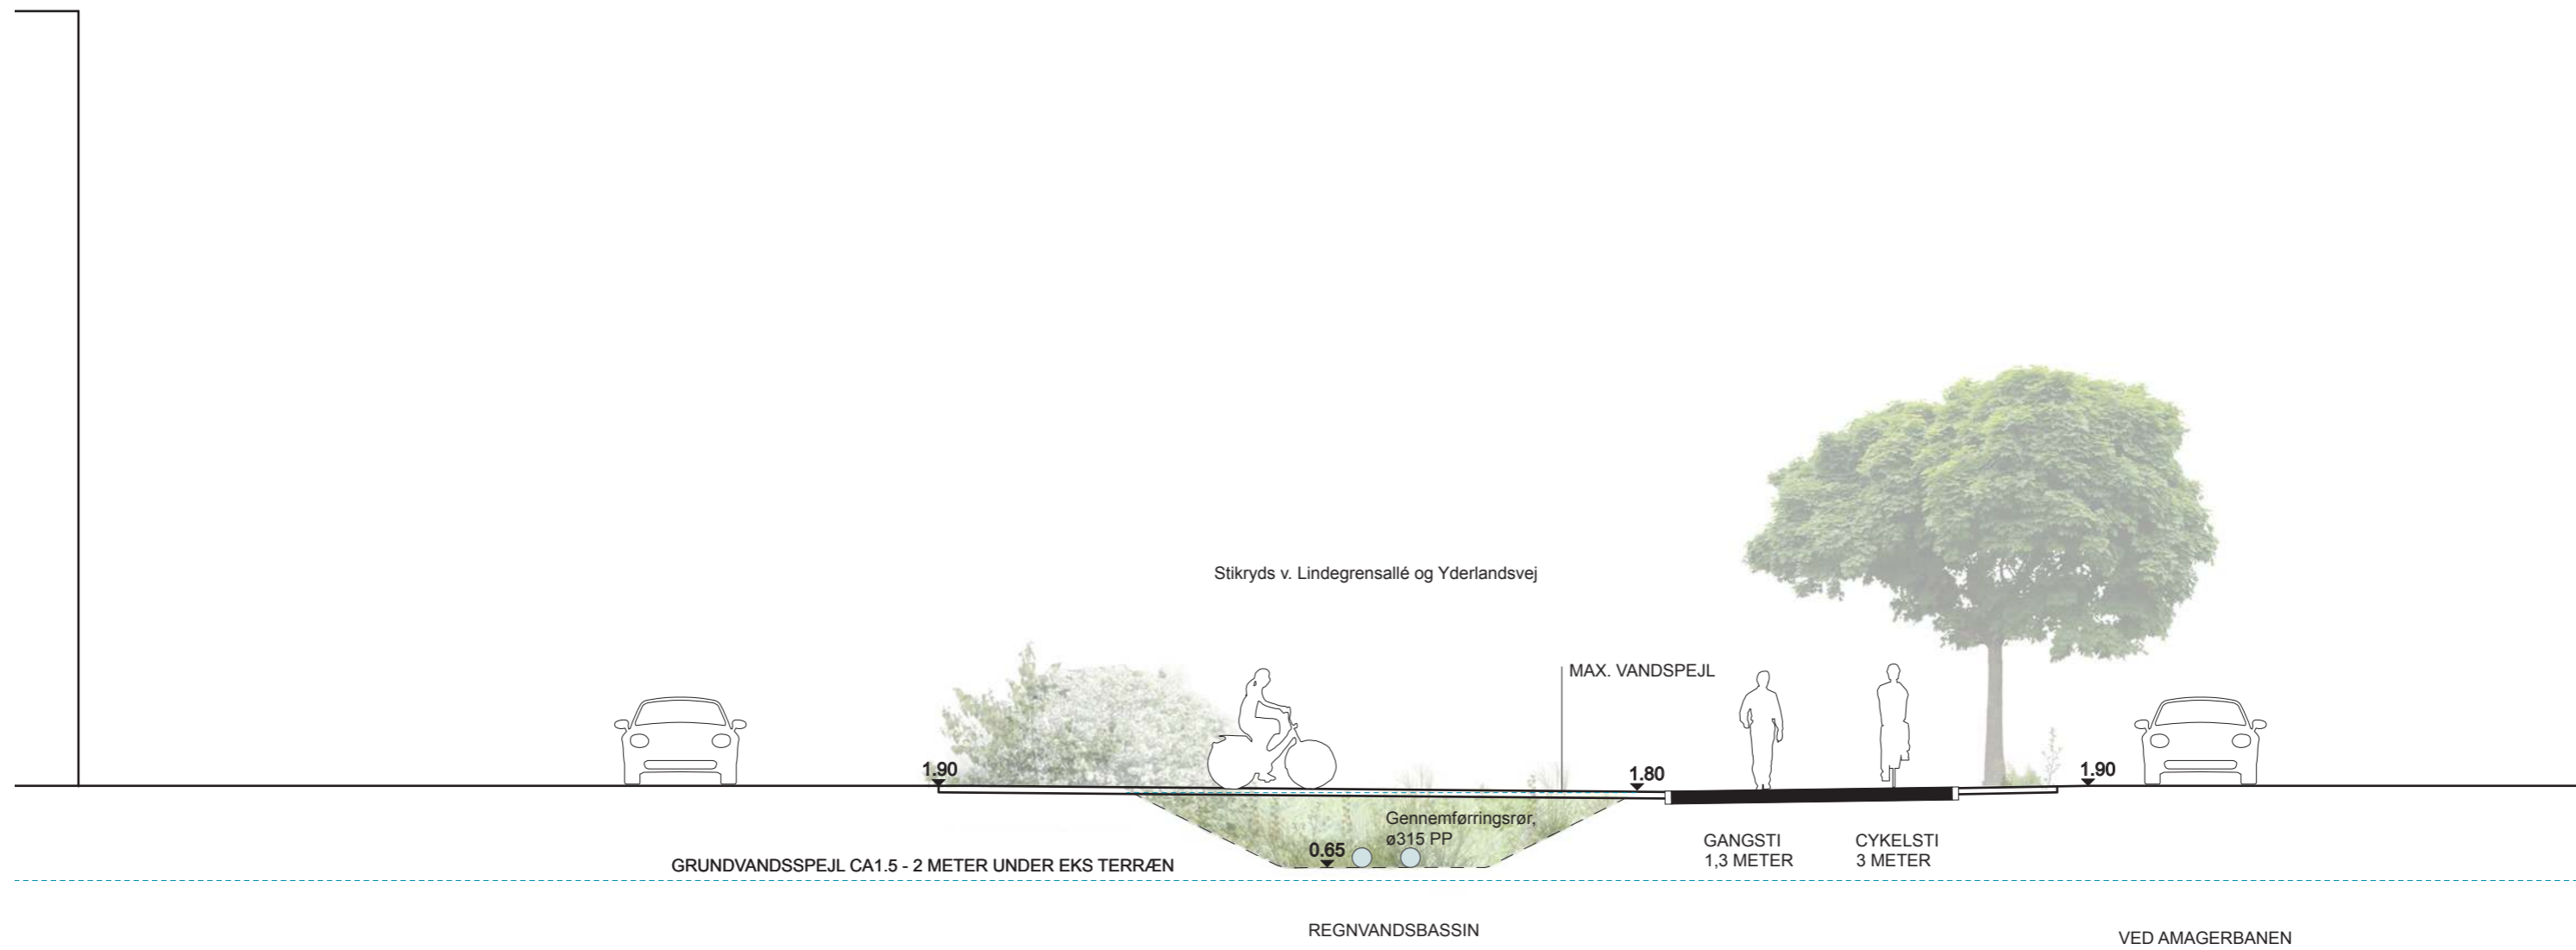 Stikryds v. Lindegrensallé og Yderlandsvej
MAX. VANDSPEJL
1.90
1.80
1.90
Gennemførringsrør,
ø315 PP
0.65
GANGSTI
1,3 METER
CYKELSTI
3 METER
GRUNDVANDSSPEJL CA1.5 - 2 METER UNDER EKS TERRÆN
REGNVANDSBASSIN
VED AMAGERBANEN